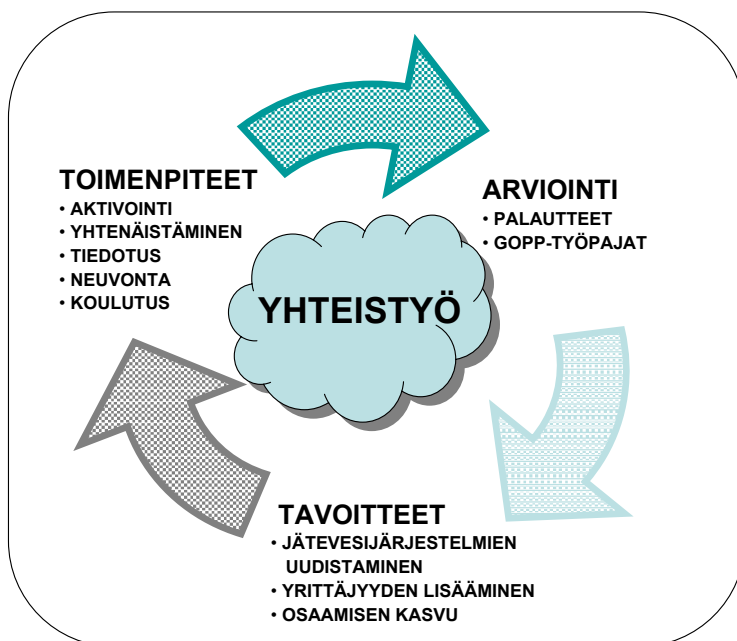 TOIMENPITEET
• AKTIVOINTI
• YHTENÄISTÄMINEN
• TIEDOTUS
• NEUVONTA
• KOULUTUS
ARVIOINTI
• PALAUTTEET
• GOPP-TYÖPAJAT
YHTEISTYÖ
TAVOITTEET
• JÄTEVESIJÄRJESTELMIEN
UUDISTAMINEN
• YRITTÄJYYDEN LISÄÄMINEN
• OSAAMISEN KASVU